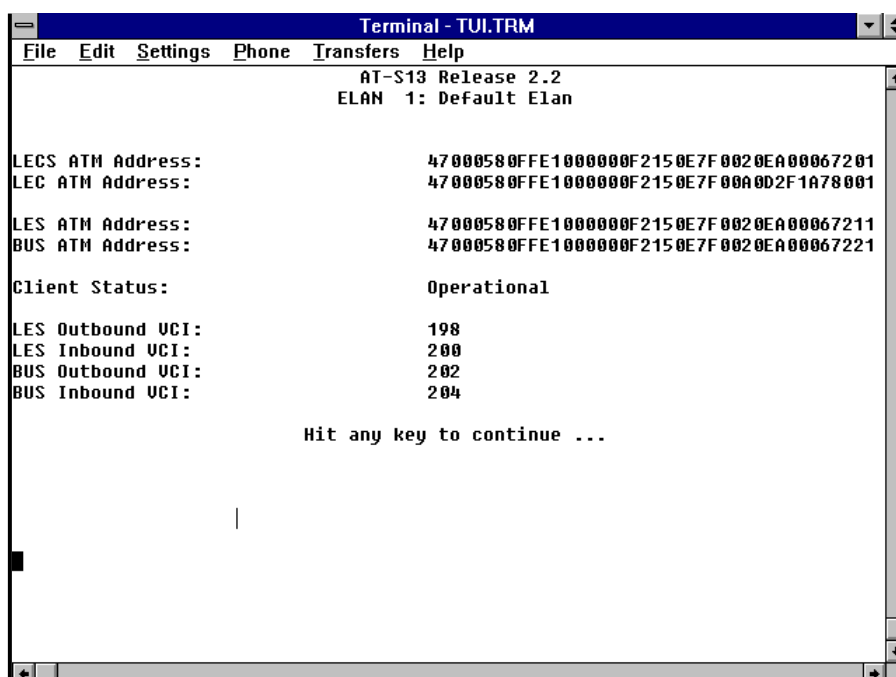 Terminal - TUI.TRM
File Edit Settings Phone Transfers Help
AT-S13 Release 2.2
ELAN 1: Default Elan
LECS ATM Address: 47000580FFE1000000F2150E7F0020EA00067201
LEC ATM Address: 47000580FFE1000000F2150E7F00A0D2F1A78001
LES ATM Address: 47000580FFE1000000F2150E7F0020EA00067211
BUS ATM Address: 47000580FFE1000000F2150E7F0020EA00067221
Client Status: Operational
LES Outbound VCI: 198
LES Inbound VCI: 200
BUS Outbound VCI: 202
BUS Inbound VCI: 204
Hit any key to continue ...